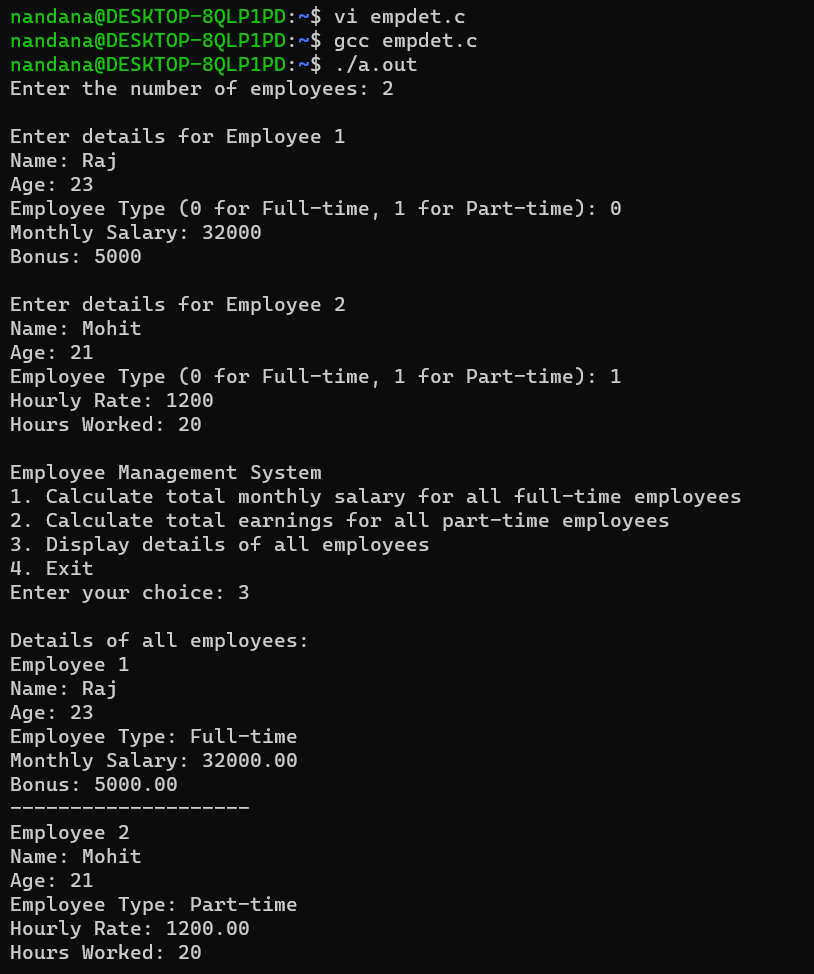 nandana@DESKTOP-8QLP1PD:~$ vi empdet.c
nandana@DESKTOP-8QLP1PD:~$ gcc empdet.c
nandana@DESKTOP-8QLP1PD:~$ ./a.out
Enter the number of employees: 2

Enter details for Employee 1
Name: Raj
Age: 23
Employee Type (0 for Full-time, 1 for Part-time): 0
Monthly Salary: 32000
Bonus: 5000

Enter details for Employee 2
Name: Mohit
Age: 21
Employee Type (0 for Full-time, 1 for Part-time): 1
Hourly Rate: 1200
Hours Worked: 20

Employee Management System
1. Calculate total monthly salary for all full-time employees
2. Calculate total earnings for all part-time employees
3. Display details of all employees
4. Exit
Enter your choice: 3

Details of all employees:
Employee 1
Name: Raj
Age: 23
Employee Type: Full-time
Monthly Salary: 32000.00
Bonus: 5000.00
--------------------
Employee 2
Name: Mohit
Age: 21
Employee Type: Part-time
Hourly Rate: 1200.00
Hours Worked: 20